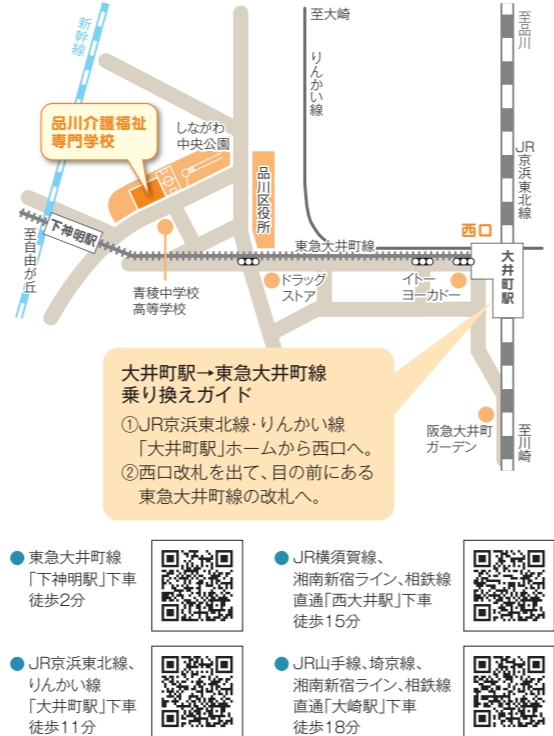 至大崎
至品川
新幹線
りんかい線
品川介護福祉
専門学校
しながわ
中央公園
JR京浜東北線
品川区役所
西口
下神明駅
東急大井町線
大井町駅
至自由が丘
青稜中学校
高等学校
ドラッグ
ストア
イトー
ヨーカドー
大井町駅→東急大井町線
乗り換えガイド
①JR京浜東北線・りんかい線
「大井町駅」ホームから西口へ。
②西口改札を出て、目の前にある
東急大井町線の改札へ。
阪急大井町
ガーデン
至川崎
●東急大井町線
「下神明駅」下車
徒歩2分
●JR横須賀線、
湘南新宿ライン、相鉄線
直通「西大井駅」下車
徒歩15分
●JR京浜東北線、
りんかい線
「大井町駅」下車
徒歩11分
●JR山手線、埼京線、
湘南新宿ライン、相鉄線
直通「大崎駅」下車
徒歩18分